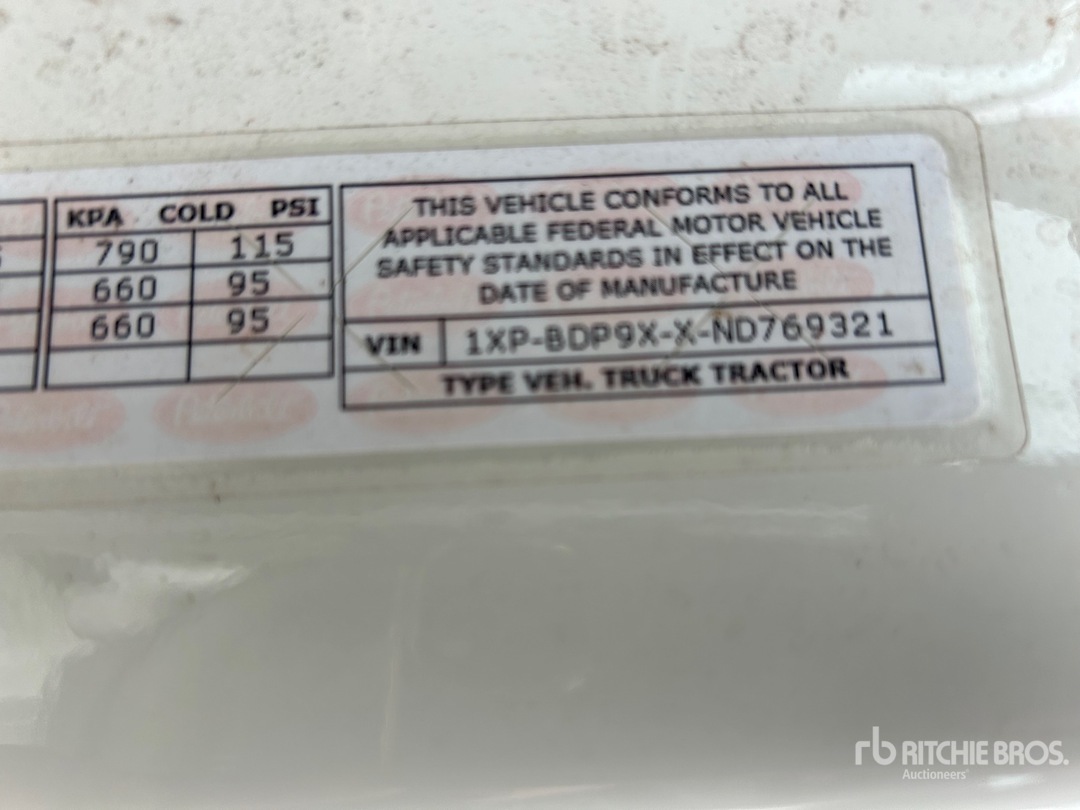 KPA COLD PSI
790 115
660 95
660 95
THIS VEHICLE CONFORMS TO ALL
APPLICABLE FEDERAL MOTOR VEHICLE
SAFETY STANDARDS IN EFFECT ON THE
DATE OF MANUFACTURE
VIN 1XP-BDP9X-X-ND769321
TYPE VEH. TRUCK TRACTOR
rb RITCHIE BROS.
Auctioneers